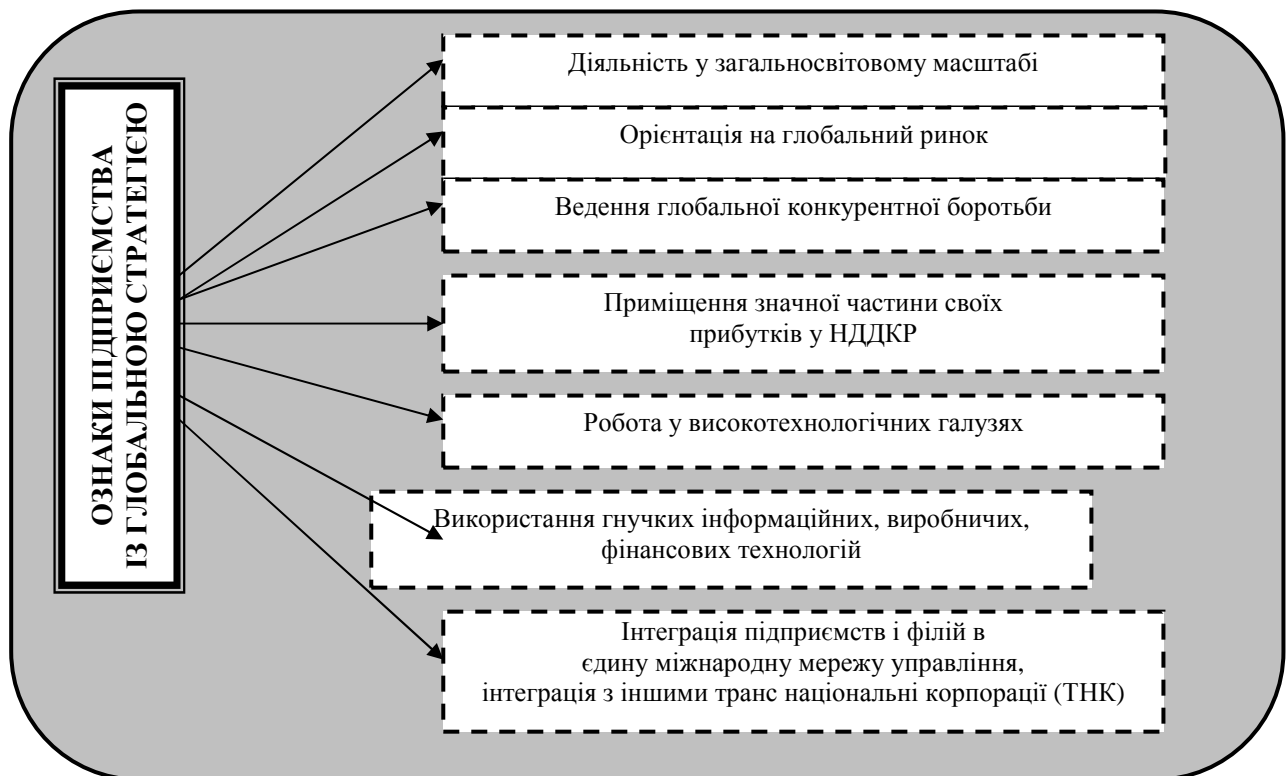 ОЗНАКИ ПІДПРИЄМСТВА
ІЗ ГЛОБАЛЬНОЮ СТРАТЕГІЄЮ
Діяльність у загальносвітовому масштабі
Орієнтація на глобальний ринок
Ведення глобальної конкурентної боротьби
Приміщення значної частини своїх
прибутків у НДДКР
Робота у високотехнологічних галузях
Використання гнучких інформаційних, виробничих,
фінансових технологій
Інтеграція підприємств і філій в
єдину міжнародну мережу управління,
інтеграція з іншими транс національні корпорації (ТНК)